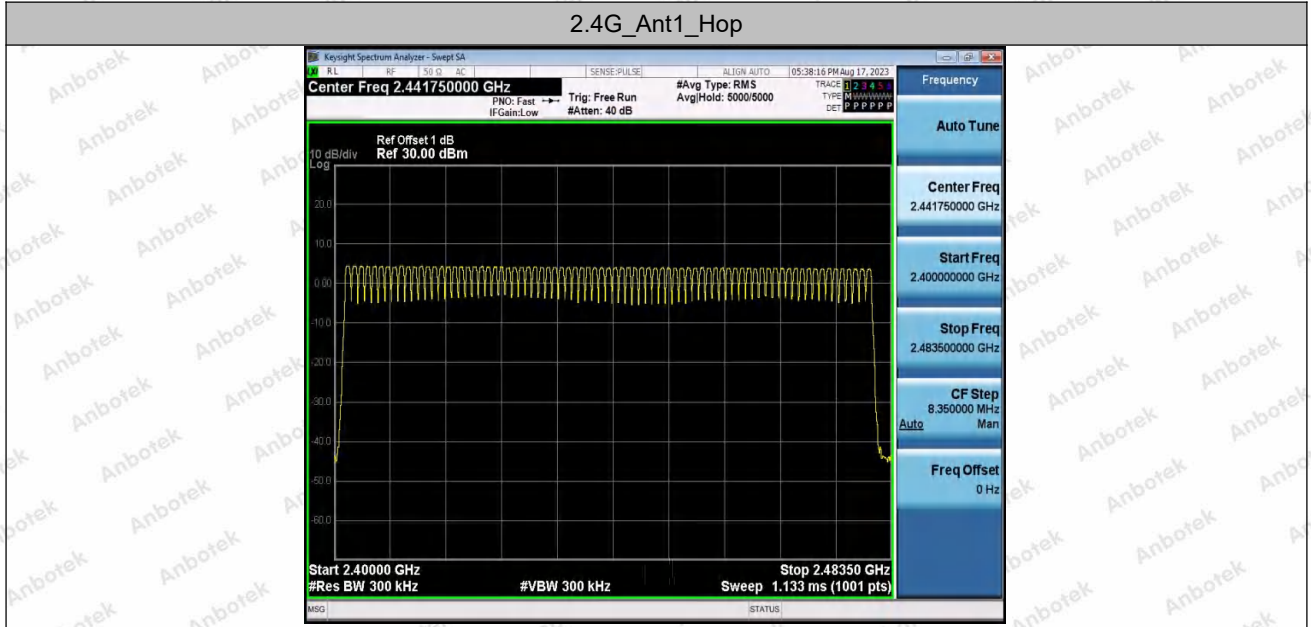 2.4G_Ant1_Hop
Keysight Spectrum Analyzer - Swept SA
RL RF 50 Ω AC SENSE:PULSE ALIGN AUTO 05:38:16 PM Aug 17, 2023
Center Freq 2.441750000 GHz
PNO: Fast
IFGain:Low
Trig: Free Run
#Atten: 40 dB
#Avg Type: RMS
Avg|Hold: 5000/5000
TRACE 1 2 3 4 5 6
TYPE M
DET P P P P P P
Ref Offset 1 dB
10 dB/div Ref 30.00 dBm
Log
20.0
10.0
0.00
-10.0
-20.0
-30.0
-40.0
-50.0
-60.0
Start 2.40000 GHz Stop 2.48350 GHz
#Res BW 300 kHz #VBW 300 kHz Sweep 1.133 ms (1001 pts)
MSG STATUS
Frequency
Auto Tune
Center Freq
2.441750000 GHz
Start Freq
2.400000000 GHz
Stop Freq
2.483500000 GHz
CF Step
8.350000 MHz
Auto Man
Freq Offset
0 Hz
Anbotek